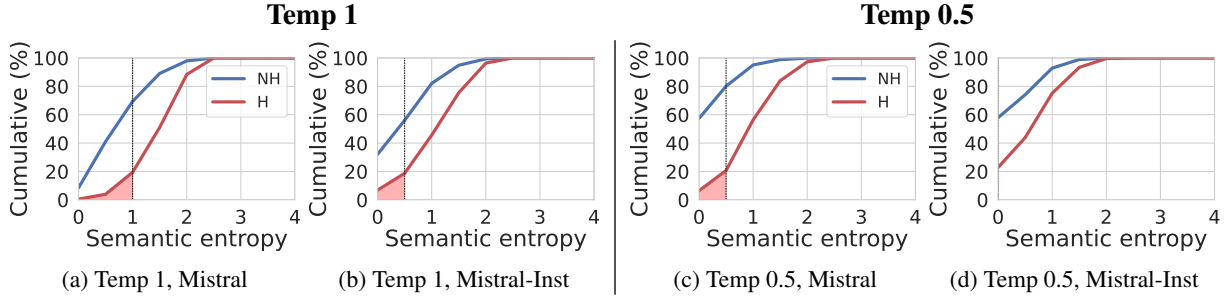 Temp 1
Temp 0.5
Cumulative (%)
100
80
60
40
20
0
0 1 2 3 4
Semantic entropy
NH
H
(a) Temp 1, Mistral
Cumulative (%)
100
80
60
40
20
0
0 1 2 3 4
Semantic entropy
(b) Temp 1, Mistral-Inst
Cumulative (%)
100
80
60
40
20
0
0 1 2 3 4
Semantic entropy
NH
H
(c) Temp 0.5, Mistral
Cumulative (%)
100
80
60
40
20
0
0 1 2 3 4
Semantic entropy
(d) Temp 0.5, Mistral-Inst